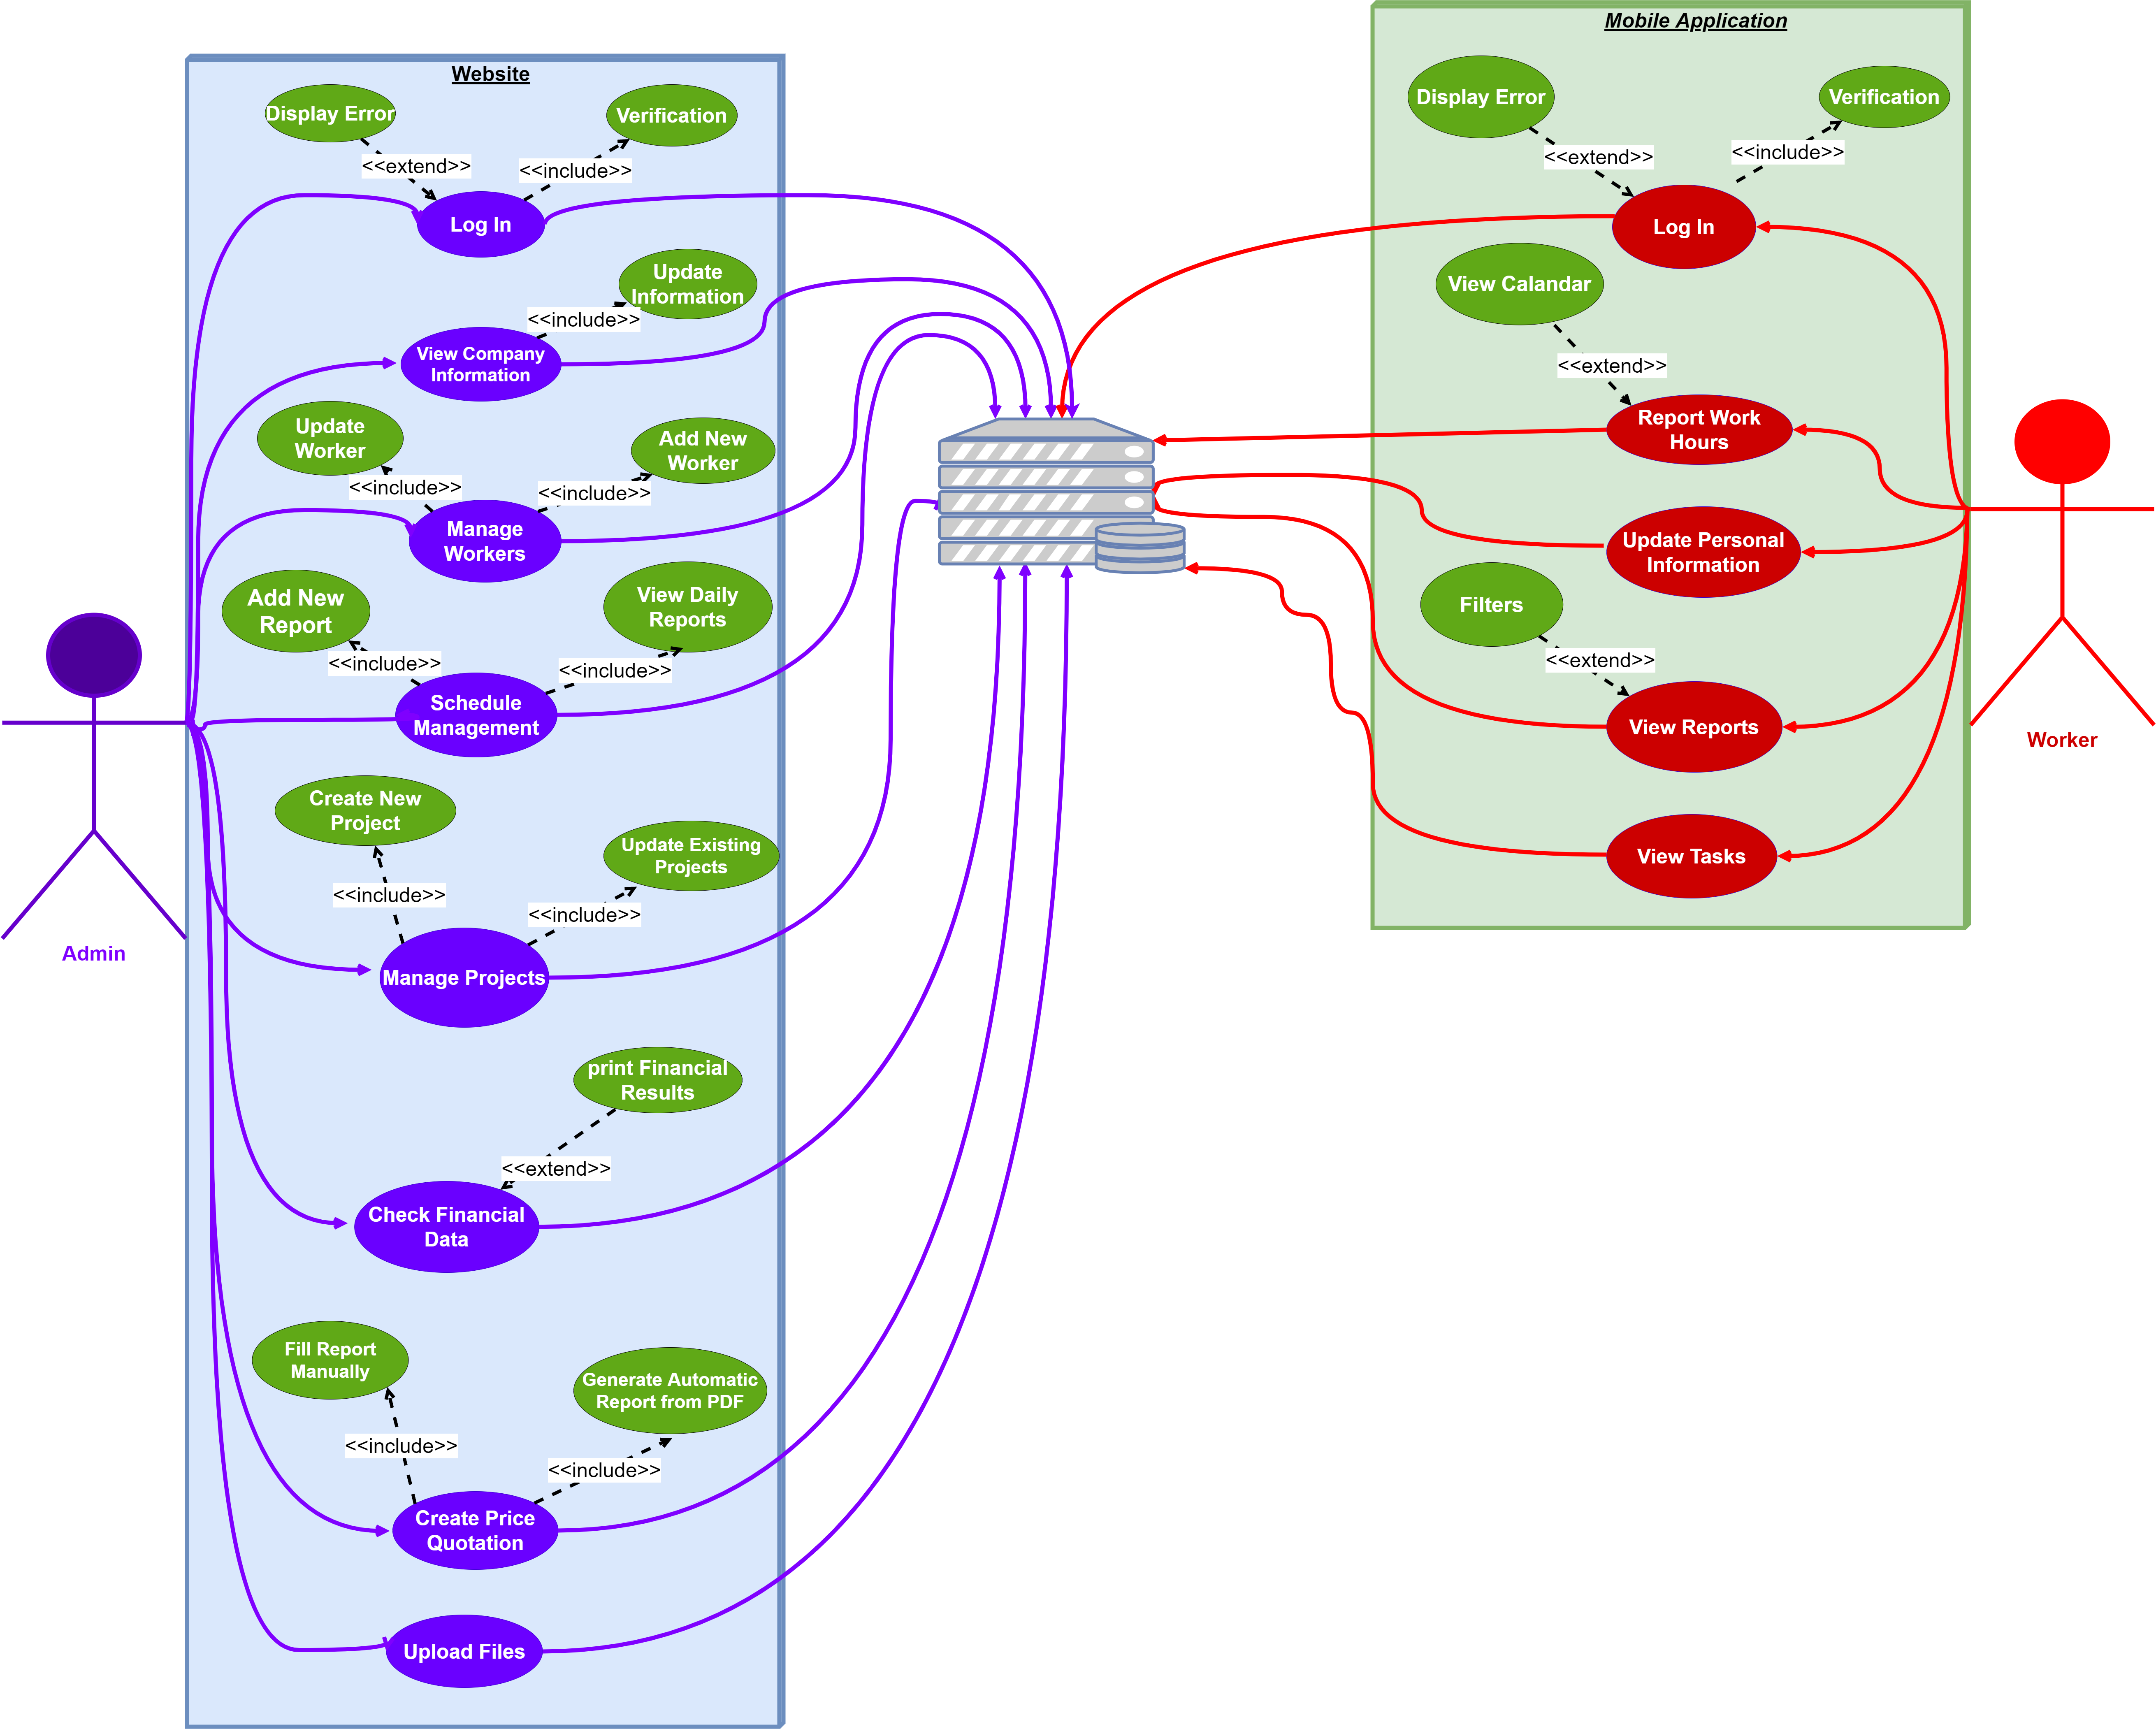 Website
Display Error
Verification
<<extend>>
<<include>>
Log In
Update
Information
<<include>>
View Company
Information
Update
Worker
Add New
Worker
<<include>>
<<include>>
Manage
Workers
Add New
Report
View Daily
Reports
<<include>>
<<include>>
Schedule
Management
Create New
Project
Update Existing
Projects
<<include>>
<<include>>
Manage Projects
print Financial
Results
<<extend>>
Check Financial
Data
Fill Report
Manually
Generate Automatic
Report from PDF
<<include>>
<<include>>
Create Price
Quotation
Upload Files
Admin
Mobile Application
Display Error
Verification
<<extend>>
<<include>>
Log In
View Calandar
<<extend>>
Report Work
Hours
Update Personal
Information
Filters
<<extend>>
View Reports
View Tasks
Worker